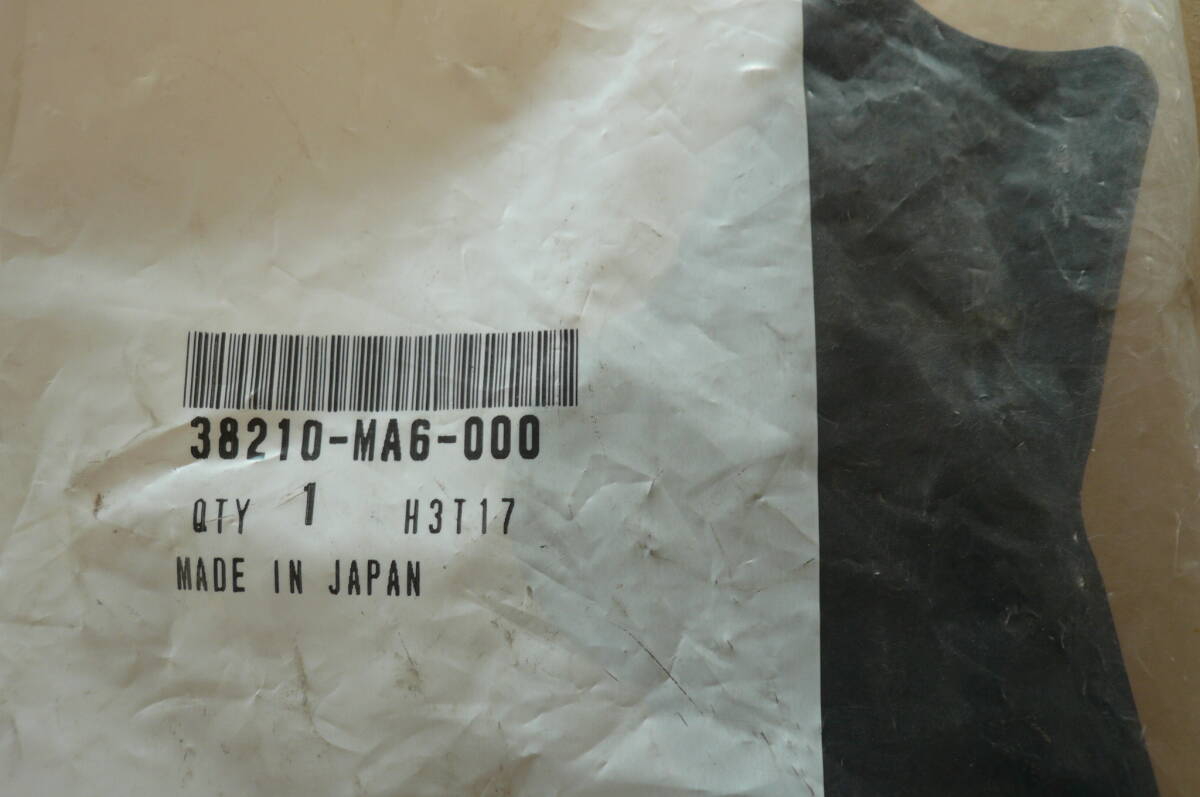 38210-MA6-000
QTY 1 H3T17
MADE IN JAPAN